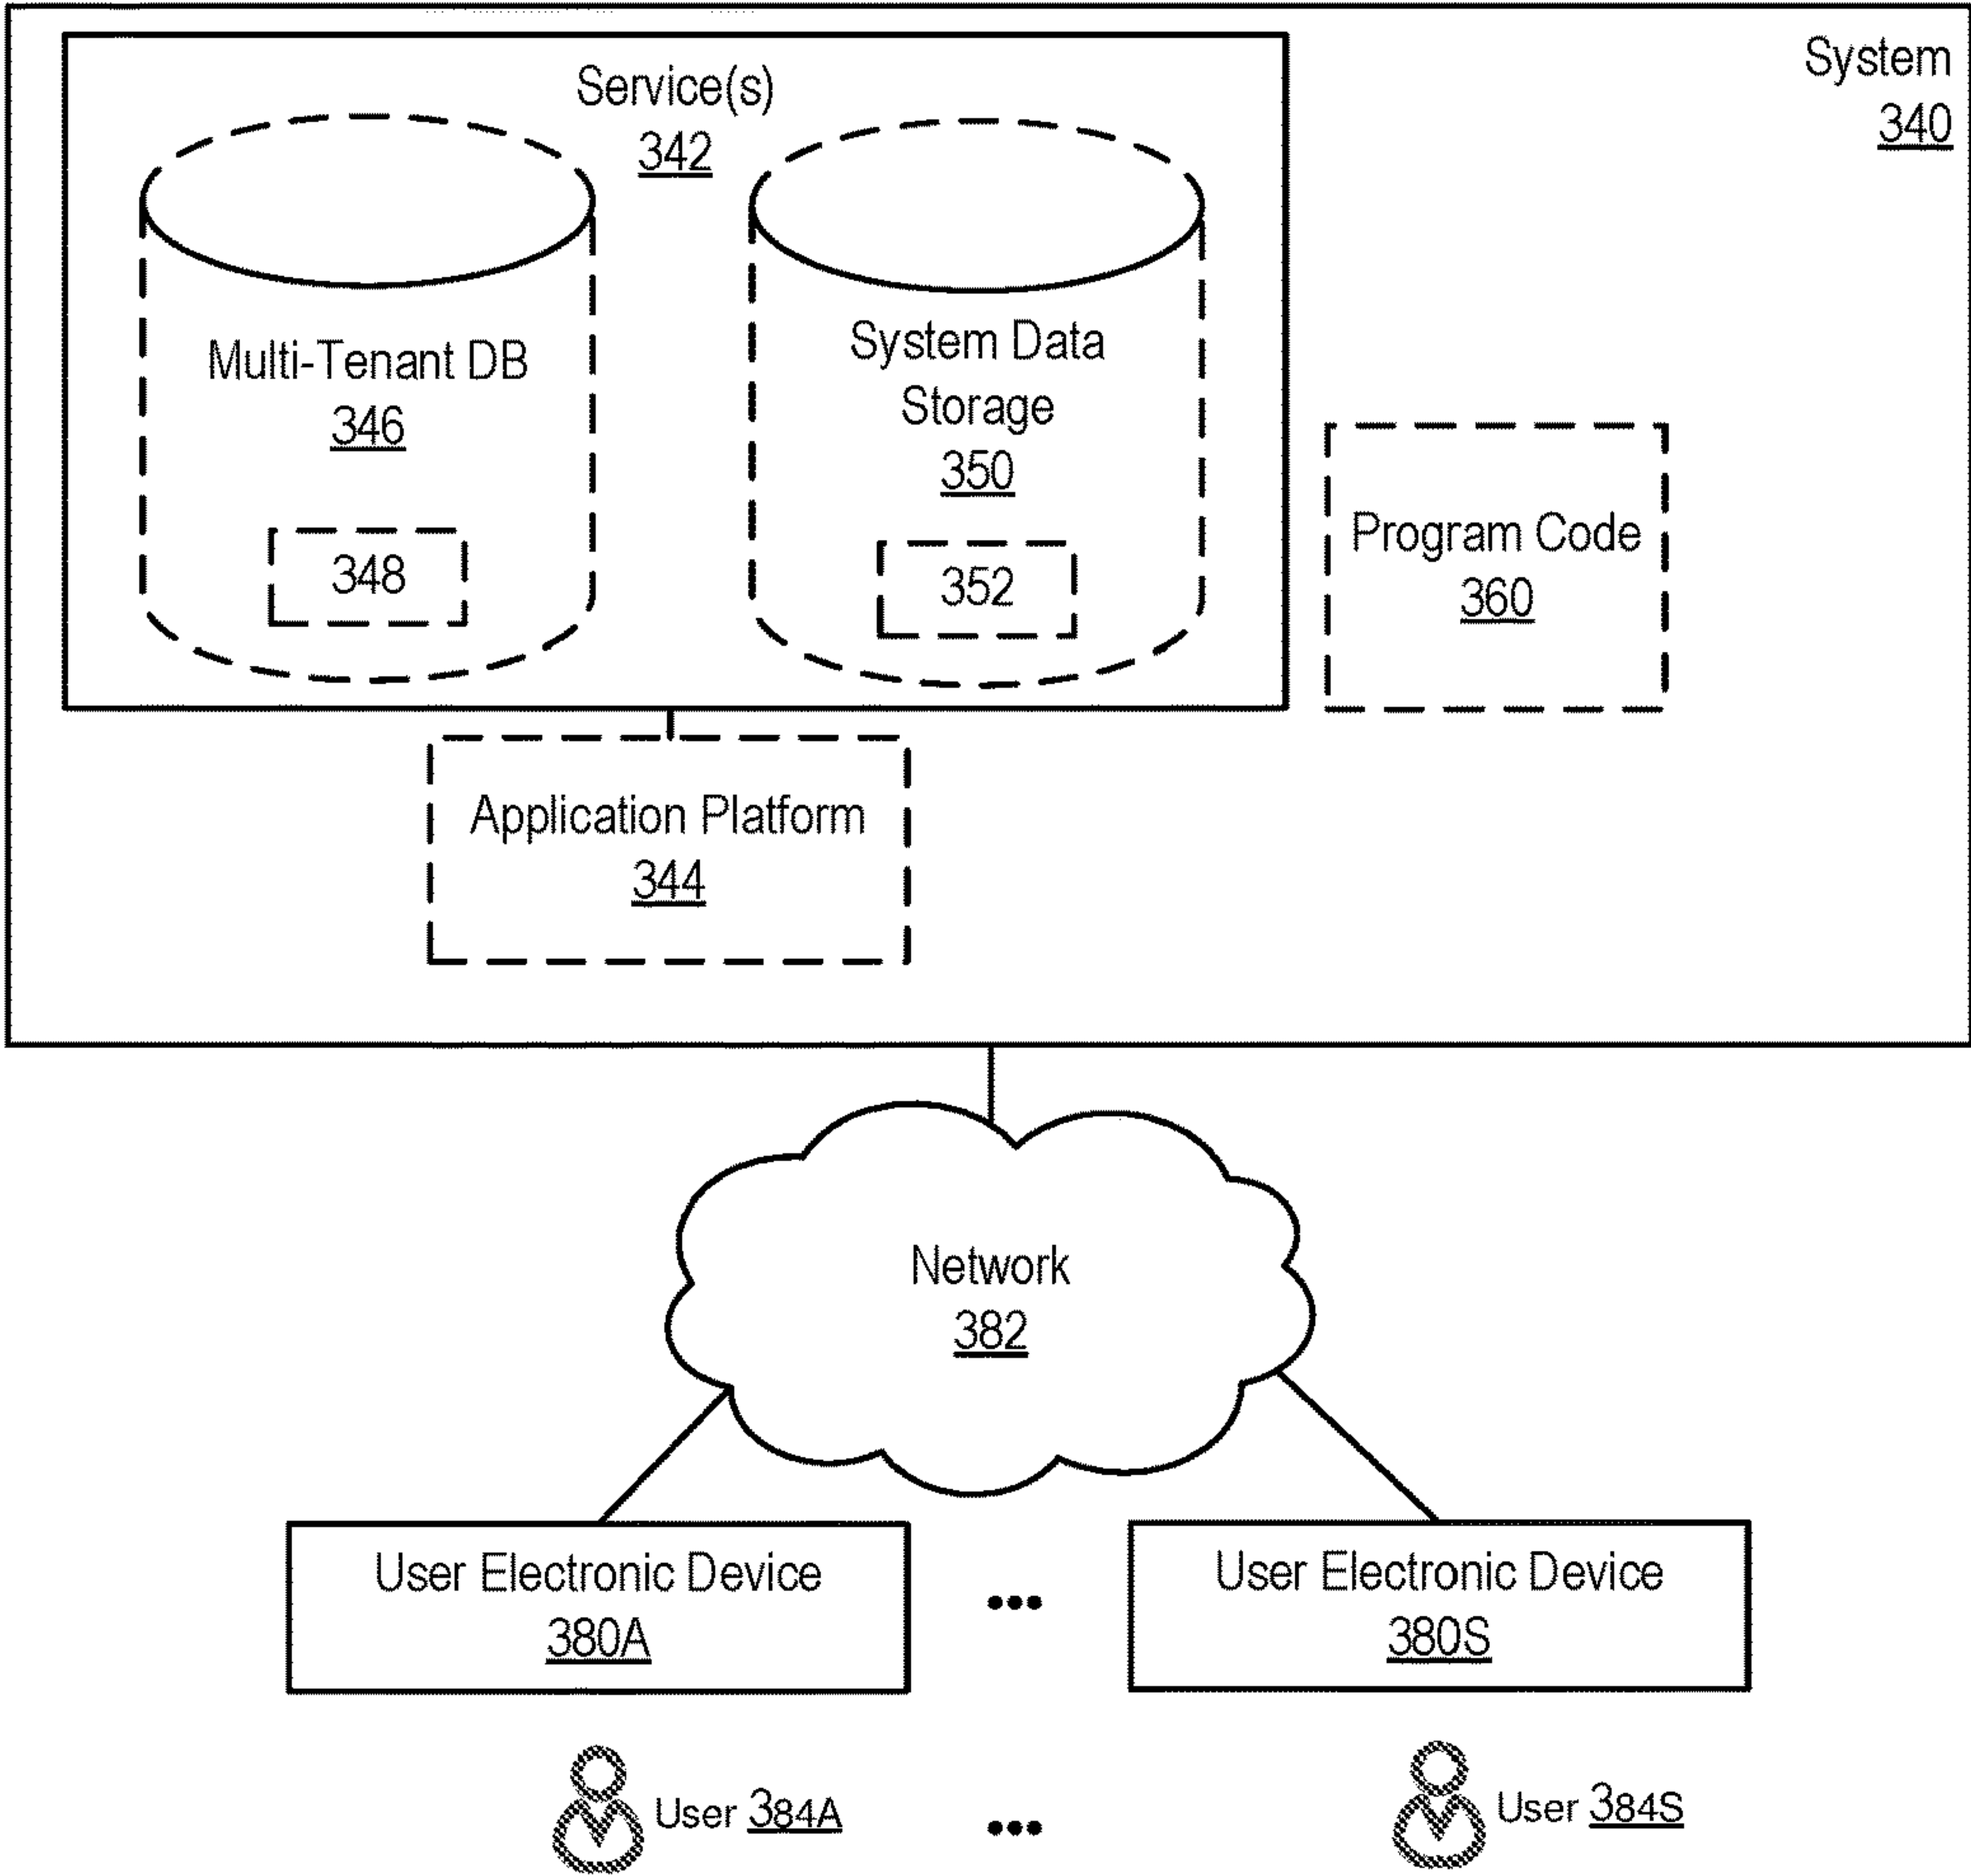 System
340
Service(s)
342
Multi-Tenant DB
346
348
System Data
Storage
350
352
Program Code
360
Application Platform
344
Network
382
User Electronic Device
380A
...
User Electronic Device
380S
User 384A
...
User 384S